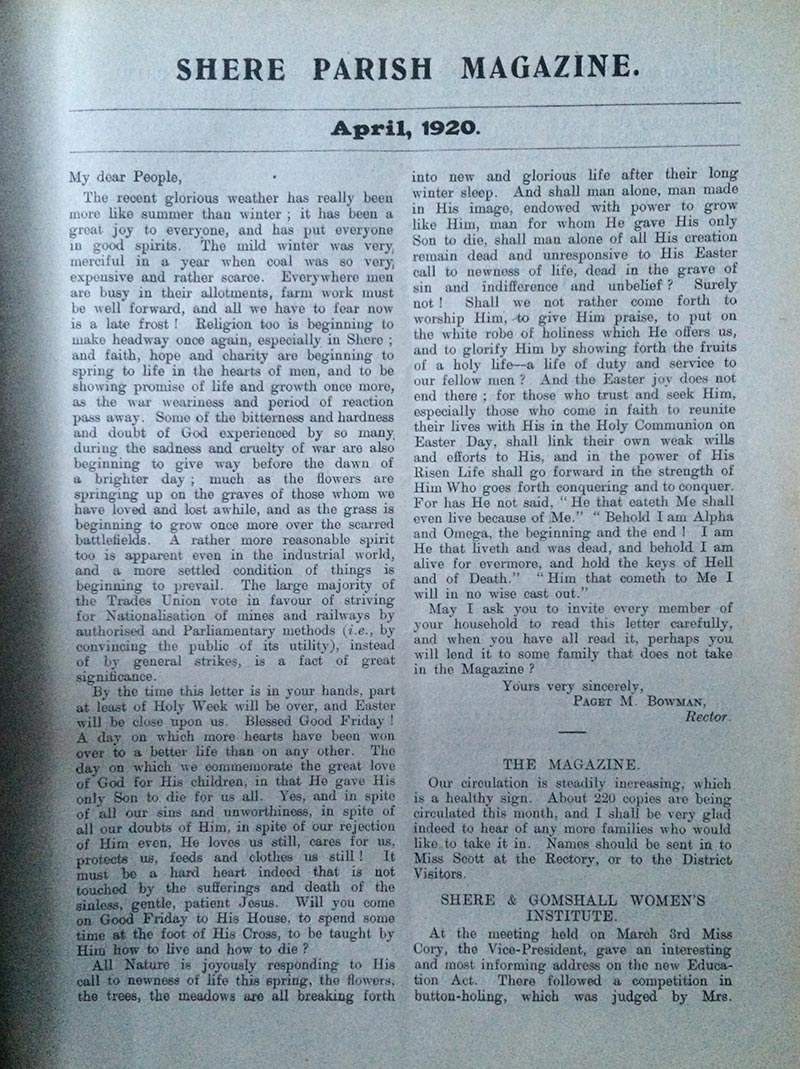 SHERE PARISH MAGAZINE.
April, 1920.
My dear People,
The recent glorious weather has really been
more like summer than winter ; it has been a
great joy to everyone, and has put everyone
in good spirits. The mild winter was very
merciful in a year when coal was so very
expensive and rather scarce. Everywhere men
are busy in their allotments, farm work must
be well forward, and all we have to fear now
is a late frost ! Religion too is beginning to
make headway once again, especially in Shere ;
and faith, hope and charity are beginning to
spring to life in the hearts of men, and to be
showing promise of life and growth once more,
as the war weariness and period of reaction
pass away. Some of the bitterness and hardness
and doubt of God experienced by so many
during the sadness and cruelty of war are also
beginning to give way before the dawn of
a brighter day ; much as the flowers are
springing up on the graves of those whom we
have loved and lost awhile, and as the grass is
beginning to grow once more over the scarred
battlefields. A rather more reasonable spirit
too is apparent even in the industrial world,
and a more settled condition of things is
beginning to prevail. The large majority of
the Trades Union vote in favour of striving
for Nationalisation of mines and railways by
authorised and Parliamentary methods (i.e., by
convincing the public of its utility), instead
of by general strikes, is a fact of great
significance.
By the time this letter is in your hands, part
at least of Holy Week will be over, and Easter
will be close upon us. Blessed Good Friday !
A day on which more hearts have been won
over to a better life than on any other. The
day on which we commemorate the great love
of God for His children, in that He gave His
only Son to die for us all. Yes, and in spite
of all our sins and unworthiness, in spite of
all our doubts of Him, in spite of our rejection
of Him even, He loves us still, cares for us,
protects us, feeds and clothes us still ! It
must be a hard heart indeed that is not
touched by the sufferings and death of the
sinless, gentle, patient Jesus. Will you come
on Good Friday to His House, to spend some
time at the foot of His Cross, to be taught by
Him how to live and how to die ?
All Nature is joyously responding to His
call to newness of life this spring, the flowers,
the trees, the meadows are all breaking forth
into new and glorious life after their long
winter sleep. And shall man alone, man made
in His image, endowed with power to grow
like Him, man for whom He gave His only
Son to die, shall man alone of all His creation
remain dead and unresponsive to His Easter
call to newness of life, dead in the grave of
sin and indifference and unbelief ? Surely
not ! Shall we not rather come forth to
worship Him, to give Him praise, to put on
the white robe of holiness which He offers us,
and to glorify Him by showing forth the fruits
of a holy life—a life of duty and service to
our fellow men ? And the Easter joy does not
end there ; for those who trust and seek Him,
especially those who come in faith to reunite
their lives with His in the Holy Communion on
Easter Day, shall link their own weak wills
and efforts to His, and in the power of His
Risen Life shall go forward in the strength of
Him Who goes forth conquering and to conquer.
For has He not said, “ He that eateth Me shall
even live because of Me.” “ Behold I am Alpha
and Omega, the beginning and the end ! I am
He that liveth and was dead, and behold I am
alive for evermore, and hold the keys of Hell
and of Death.” “ Him that cometh to Me I
will in no wise cast out.”
May I ask you to invite every member of
your household to read this letter carefully,
and when you have all read it, perhaps you
will lend it to some family that does not take
in the Magazine ?
Yours very sincerely,
PAGET M. BOWMAN,
Rector.
THE MAGAZINE.
Our circulation is steadily increasing, which
is a healthy sign. About 220 copies are being
circulated this month, and I shall be very glad
indeed to hear of any more families who would
like to take it in. Names should be sent in to
Miss Scott at the Rectory, or to the District
Visitors.
SHERE & GOMSHALL WOMEN'S
INSTITUTE.
At the meeting held on March 3rd Miss
Cory, the Vice-President, gave an interesting
and most informing address on the new Educa-
tion Act. There followed a competition in
button-holing, which was judged by Mrs.